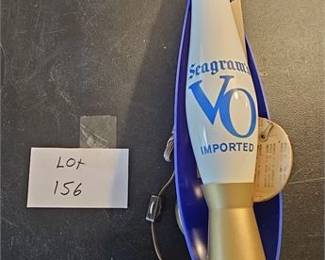 Seagram's
VO
IMPORTED
Lot
156